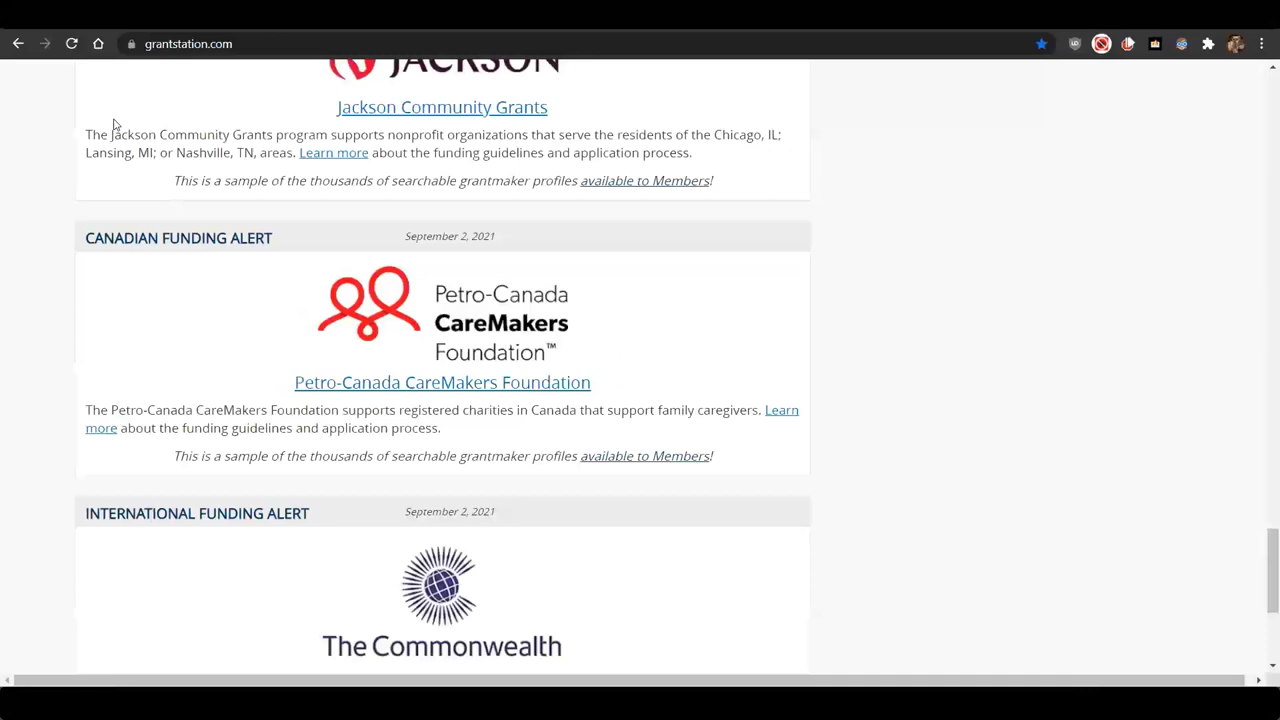 grantstation.com
JACKSON
Jackson Community Grants
The Jackson Community Grants program supports nonprofit organizations that serve the residents of the Chicago, IL;
Lansing, MI; or Nashville, TN, areas. Learn more about the funding guidelines and application process.
This is a sample of the thousands of searchable grantmaker profiles available to Members!
CANADIAN FUNDING ALERT September 2, 2021
Petro-Canada
CareMakers
Foundation™
Petro-Canada CareMakers Foundation
The Petro-Canada CareMakers Foundation supports registered charities in Canada that support family caregivers. Learn
more about the funding guidelines and application process.
This is a sample of the thousands of searchable grantmaker profiles available to Members!
INTERNATIONAL FUNDING ALERT September 2, 2021
The Commonwealth